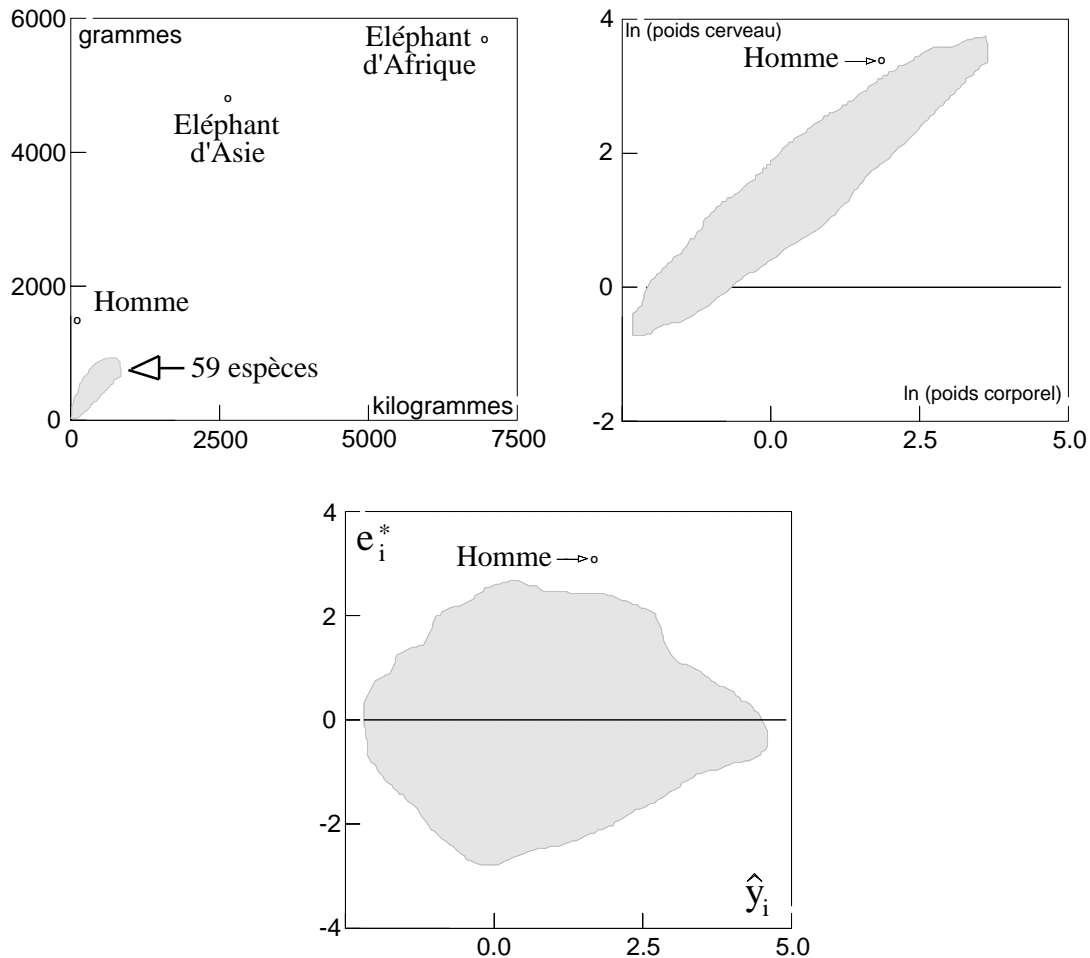 6000
grammes
Eléphant
d'Afrique
Eléphant
d'Asie
4000
2000
Homme
59 espèces
0
kilogrammes
0 2500 5000 7500
4
ln (poids cerveau)
Homme
2
0
ln (poids corporel)
-2
0.0 2.5 5.0
4
e*i
Homme
2
0
-2
ŷi
-4
0.0 2.5 5.0